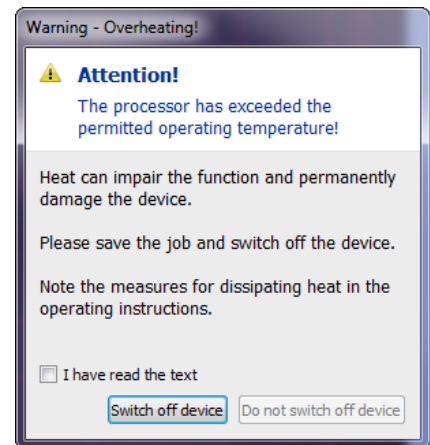 Warning - Overheating!
Attention!
The processor has exceeded the
permitted operating temperature!
Heat can impair the function and permanently
damage the device.
Please save the job and switch off the device.
Note the measures for dissipating heat in the
operating instructions.
I have read the text
Switch off device Do not switch off device